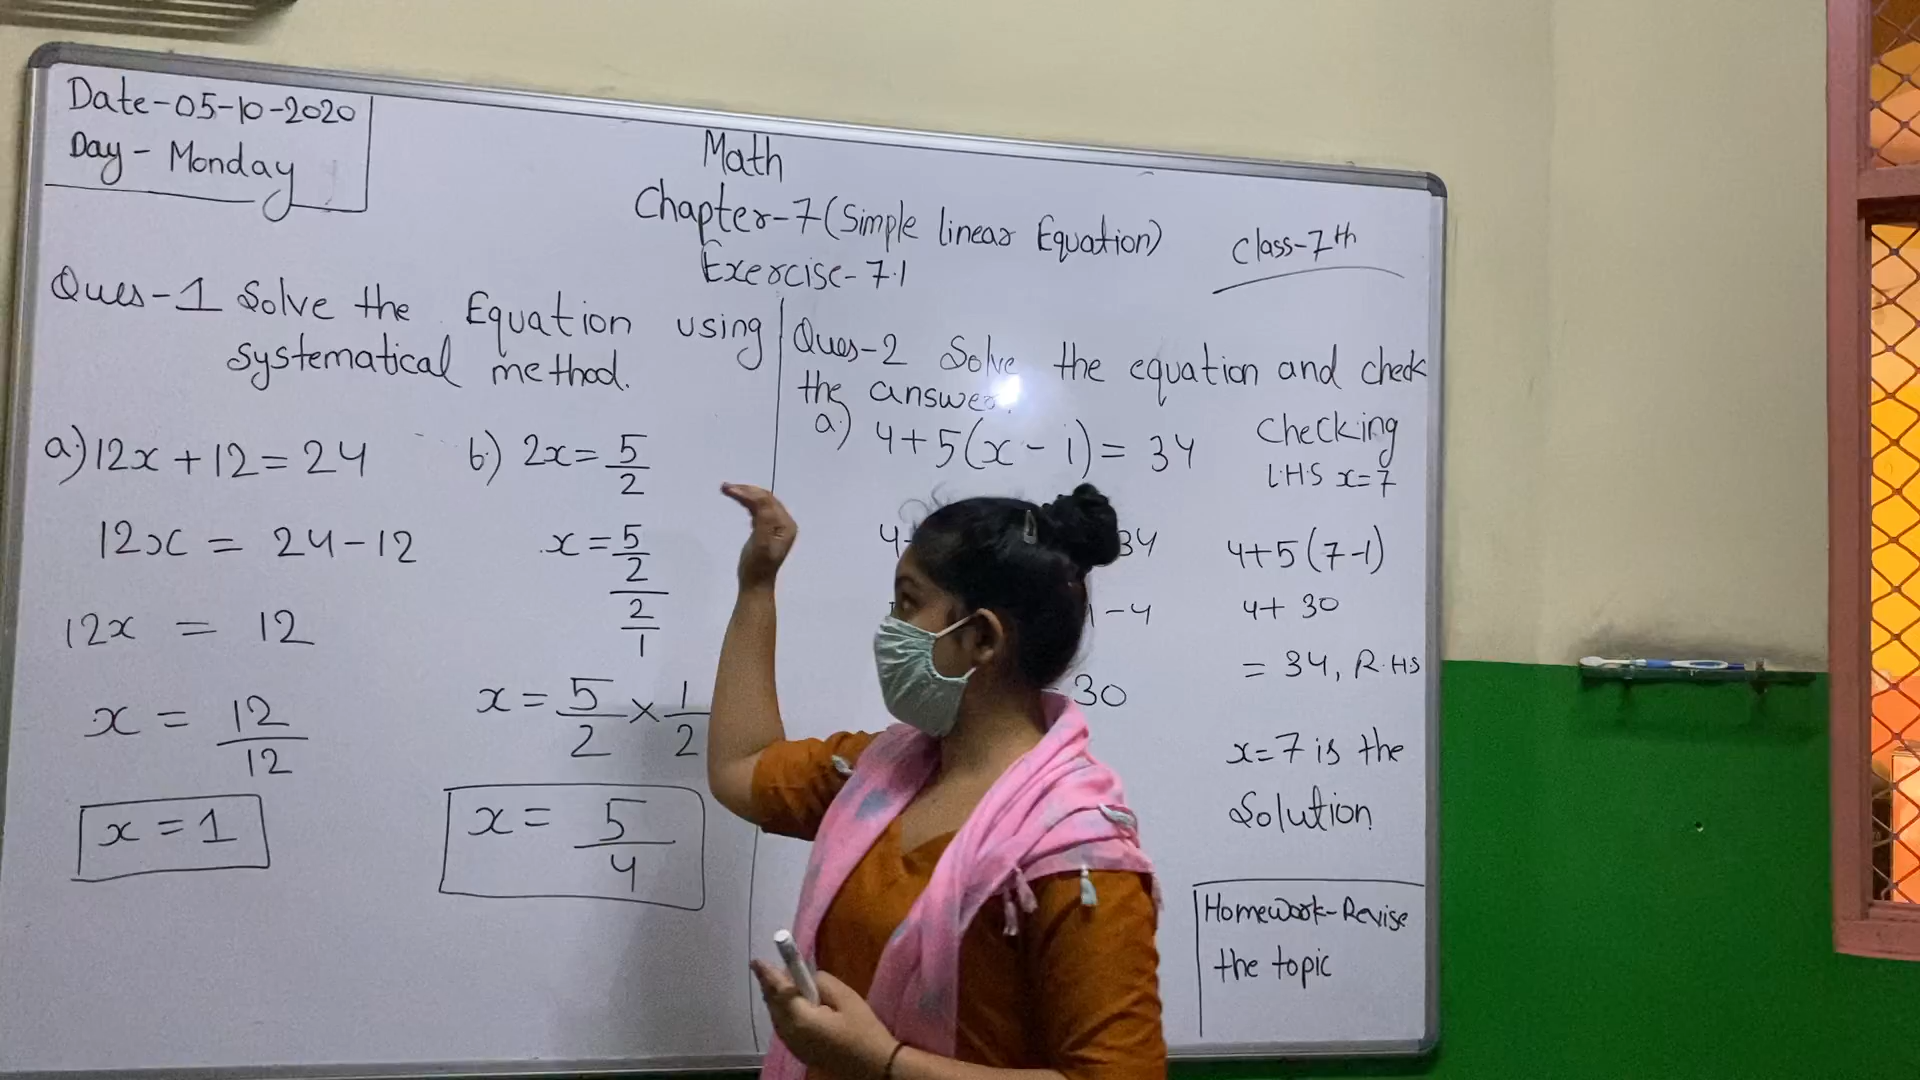 Date-05-10-2020
Day - Monday
Math
Chapter-7 (Simple linear Equation)
Exercise-7.1
Class-7th
Ques-1 Solve the Equation using
systematical method.
a.) 12x + 12 = 24
12x = 24-12
12x = 12
x = 12/12
x = 1
b.) 2x = 5/2
x = 5/2 / 2/1
x = 5/2 × 1/2
x = 5/4
Ques-2 Solve the equation and check
the answer.
a.) 4+5(x-1) = 34
34
-4
30
Checking
L.H.S x=7
4+5(7-1)
4+ 30
= 34, R.HS
x=7 is the
Solution
Homework-Revise
the topic